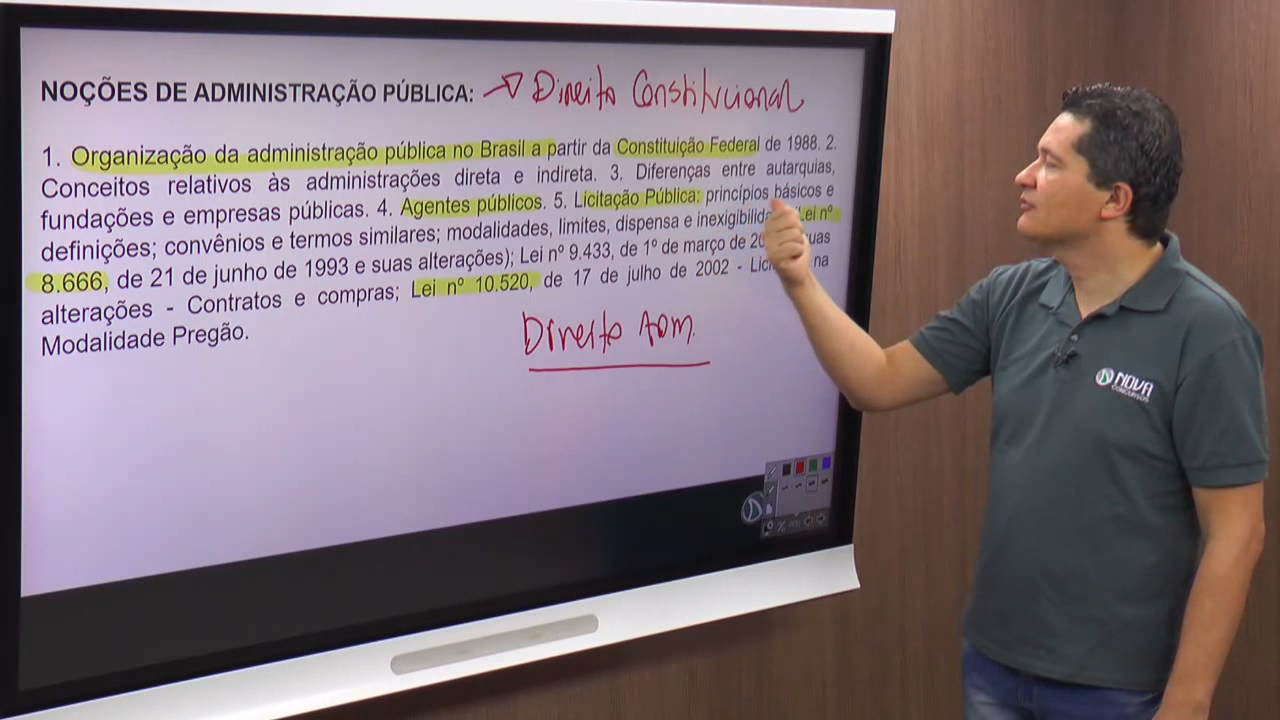 NOÇÕES DE ADMINISTRAÇÃO PÚBLICA: → Direito Constitucional
1. Organização da administração pública no Brasil a partir da Constituição Federal de 1988. 2.
Conceitos relativos às administrações direta e indireta. 3. Diferenças entre autarquias,
fundações e empresas públicas. 4. Agentes públicos. 5. Licitação Pública: princípios básicos e
definições; convênios e termos similares; modalidades, limites, dispensa e Lei nº
8.666, de 21 de junho de 1993 e suas alterações); Lei nº 9.433, de 1º de março de
alterações - Contratos e compras; Lei nº 10.520, de 17 de julho de 2002 - na
Modalidade Pregão.
Direito Adm.
NOVA
CONCURSOS